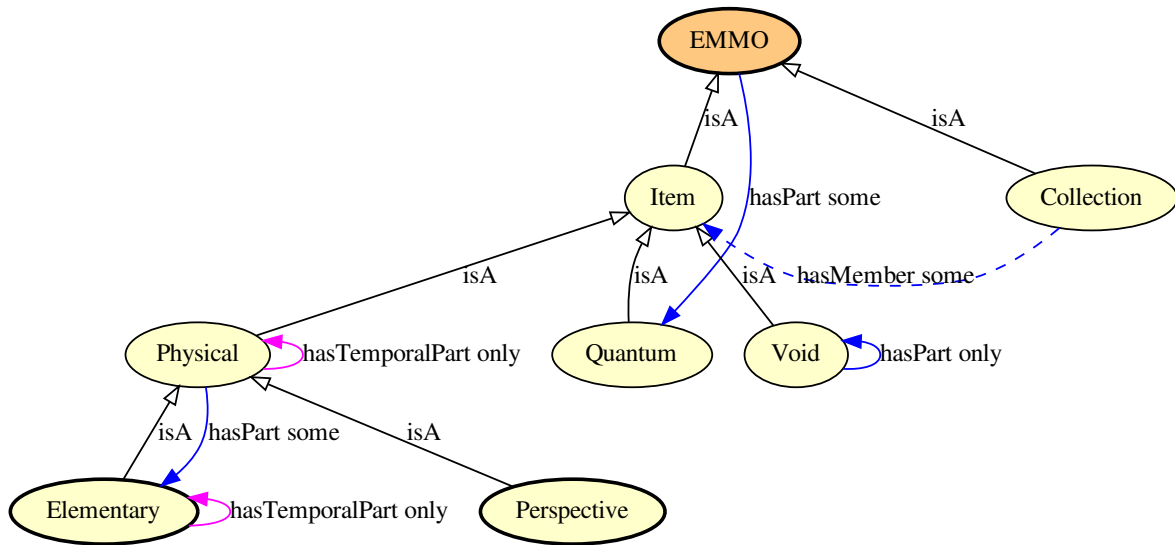 EMMO
isA
isA
Item
hasPart some
Collection
isA
isA
isA
hasMember some
Physical
hasTemporalPart only
Quantum
Void
hasPart only
isA
hasPart some
isA
Elementary
hasTemporalPart only
Perspective